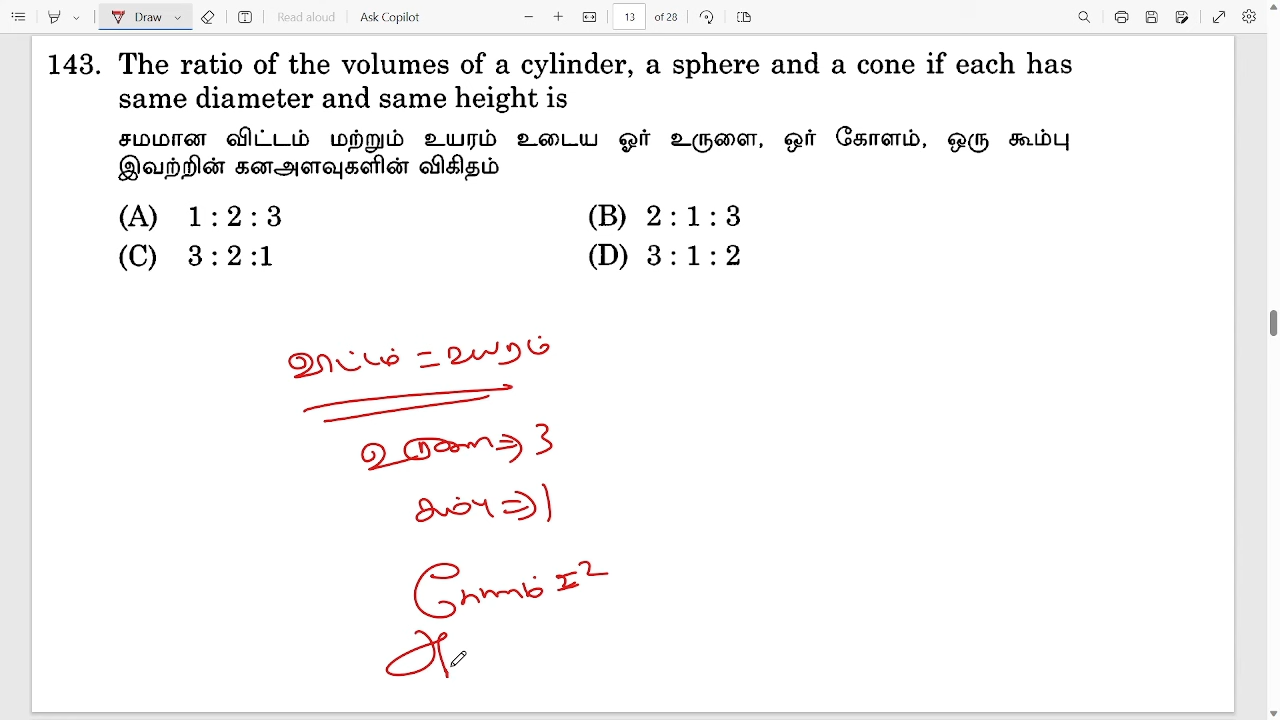 Draw Read aloud Ask Copilot 13 of 28
143. The ratio of the volumes of a cylinder, a sphere and a cone if each has
same diameter and same height is
சமமான விட்டம் மற்றும் உயரம் உடைய ஓர் உருளை, ஓர் கோளம், ஒரு கூம்பு
இவற்றின் கனஅளவுகளின் விகிதம்
(A) 1 : 2 : 3 (B) 2 : 1 : 3
(C) 3 : 2 :1 (D) 3 : 1 : 2
விட்டம் = உயரம்
உருளை => 3
கூம்பு => 1
கோளம் = 2